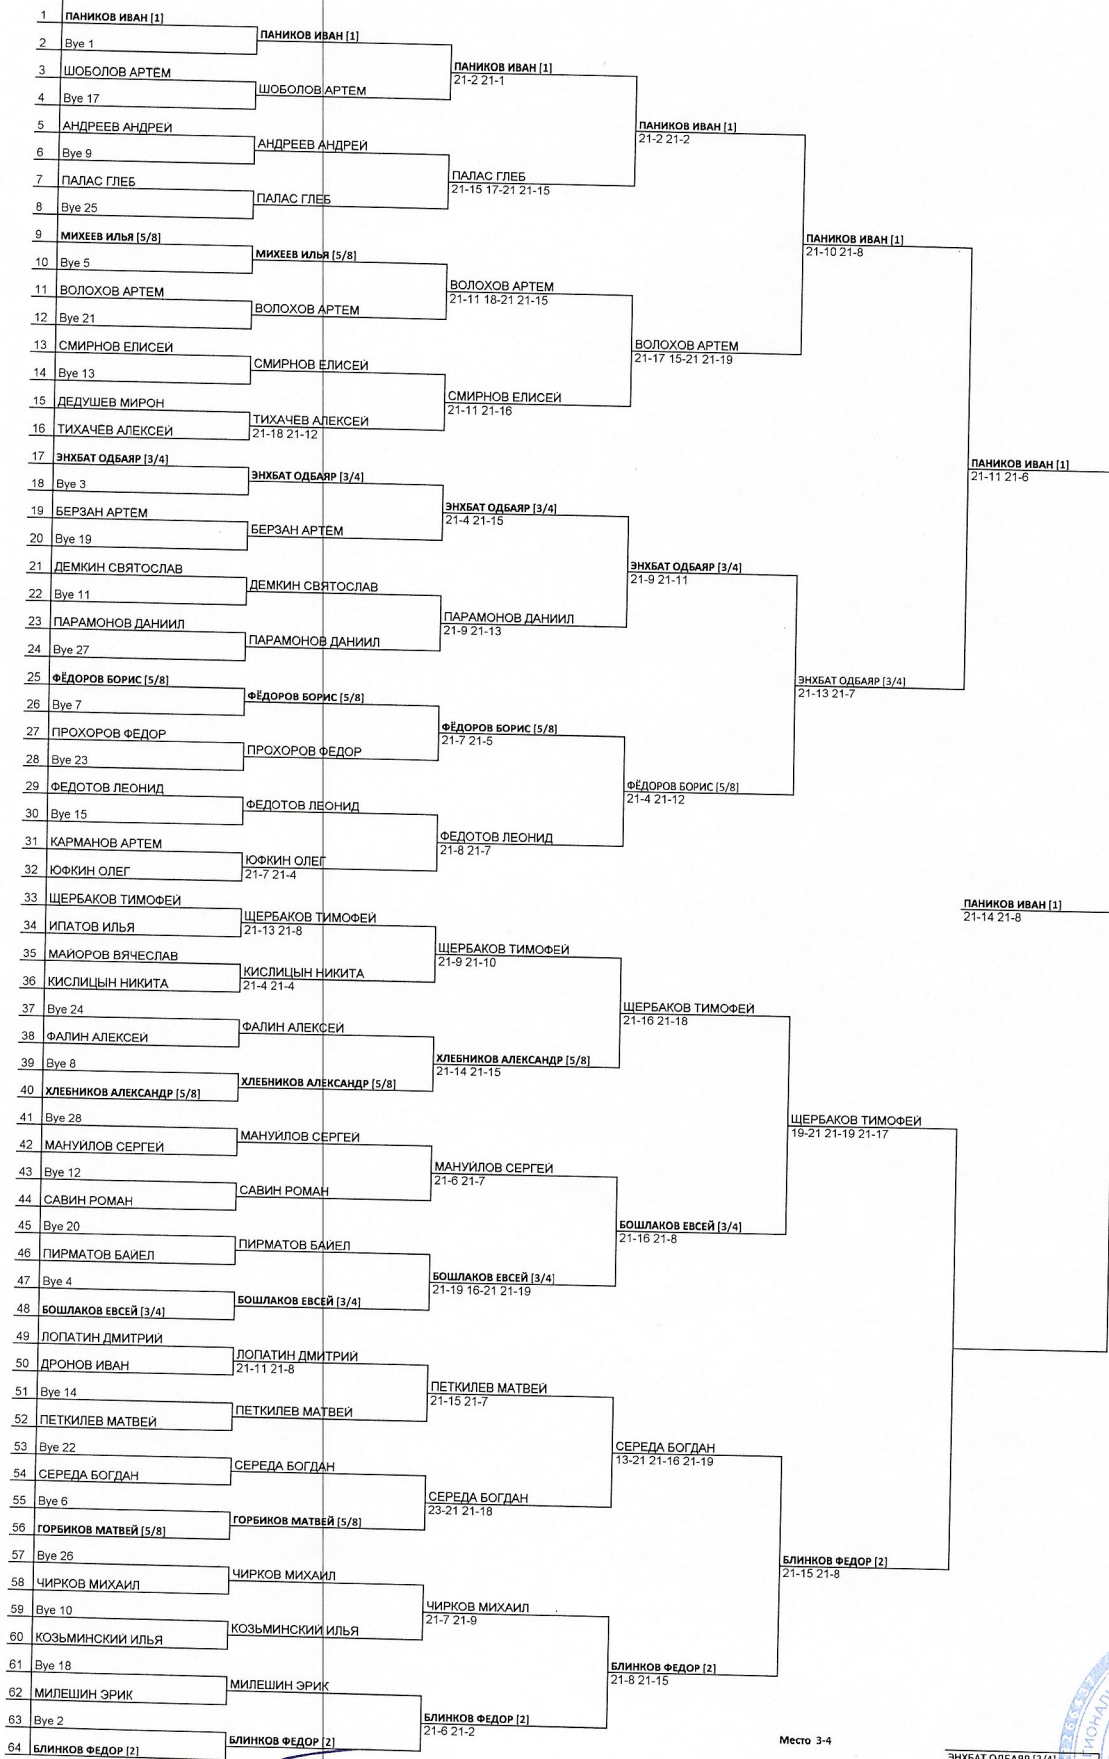 1 ПАНИКОВ ИВАН [1]
2 Bye 1
3 ШОБОЛОВ АРТЁМ
4 Bye 17
5 АНДРЕЕВ АНДРЕЙ
6 Bye 9
7 ПАЛАС ГЛЕБ
8 Bye 25
9 МИХЕЕВ ИЛЬЯ [5/8]
10 Bye 5
11 ВОЛОХОВ АРТЕМ
12 Bye 21
13 СМИРНОВ ЕЛИСЕЙ
14 Bye 13
15 ДЕДУШЕВ МИРОН
16 ТИХАЧЁВ АЛЕКСЕЙ
17 ЭНХБАТ ОДБАЯР [3/4]
18 Bye 3
19 БЕРЗАН АРТЁМ
20 Bye 19
21 ДЕМКИН СВЯТОСЛАВ
22 Bye 11
23 ПАРАМОНОВ ДАНИИЛ
24 Bye 27
25 ФЁДОРОВ БОРИС [5/8]
26 Bye 7
27 ПРОХОРОВ ФЁДОР
28 Bye 23
29 ФЕДОТОВ ЛЕОНИД
30 Bye 15
31 КАРМАНОВ АРТЕМ
32 ЮФКИН ОЛЕГ
33 ЩЕРБАКОВ ТИМОФЕЙ
34 ИПАТОВ ИЛЬЯ
35 МАЙОРОВ ВЯЧЕСЛАВ
36 КИСЛИЦЫН НИКИТА
37 Bye 24
38 ФАЛИН АЛЕКСЕЙ
39 Bye 8
40 ХЛЕБНИКОВ АЛЕКСАНДР [5/8]
41 Bye 28
42 МАНУЙЛОВ СЕРГЕЙ
43 Bye 12
44 САВИН РОМАН
45 Bye 20
46 ПИРМАТОВ БАЙЕЛ
47 Bye 4
48 БОШЛАКОВ ЕВСЕЙ [3/4]
49 ЛОПАТИН ДМИТРИЙ
50 ДРОНОВ ИВАН
51 Bye 14
52 ПЕТКИЛЕВ МАТВЕЙ
53 Bye 22
54 СЕРЕДА БОГДАН
55 Bye 6
56 ГОРБИКОВ МАТВЕЙ [5/8]
57 Bye 26
58 ЧИРКОВ МИХАИЛ
59 Bye 10
60 КОЗЬМИНСКИЙ ИЛЬЯ
61 Bye 18
62 МИЛЕШИН ЭРИК
63 Bye 2
64 БЛИНКОВ ФЕДОР [2]
ПАНИКОВ ИВАН [1]
ШОБОЛОВ АРТЁМ
АНДРЕЕВ АНДРЕЙ
ПАЛАС ГЛЕБ
МИХЕЕВ ИЛЬЯ [5/8]
ВОЛОХОВ АРТЕМ
СМИРНОВ ЕЛИСЕЙ
ТИХАЧЁВ АЛЕКСЕЙ
21-18 21-12
ЭНХБАТ ОДБАЯР [3/4]
БЕРЗАН АРТЁМ
ДЕМКИН СВЯТОСЛАВ
ПАРАМОНОВ ДАНИИЛ
ФЁДОРОВ БОРИС [5/8]
ПРОХОРОВ ФЁДОР
ФЕДОТОВ ЛЕОНИД
ЮФКИН ОЛЕГ
21-7 21-4
ЩЕРБАКОВ ТИМОФЕЙ
21-13 21-8
КИСЛИЦЫН НИКИТА
21-4 21-4
ФАЛИН АЛЕКСЕЙ
ХЛЕБНИКОВ АЛЕКСАНДР [5/8]
МАНУЙЛОВ СЕРГЕЙ
САВИН РОМАН
ПИРМАТОВ БАЙЕЛ
БОШЛАКОВ ЕВСЕЙ [3/4]
ЛОПАТИН ДМИТРИЙ
21-11 21-8
ПЕТКИЛЕВ МАТВЕЙ
СЕРЕДА БОГДАН
ГОРБИКОВ МАТВЕЙ [5/8]
ЧИРКОВ МИХАИЛ
КОЗЬМИНСКИЙ ИЛЬЯ
МИЛЕШИН ЭРИК
БЛИНКОВ ФЕДОР [2]
ПАНИКОВ ИВАН [1]
21-2 21-1
ПАЛАС ГЛЕБ
21-15 17-21 21-15
ВОЛОХОВ АРТЕМ
21-11 18-21 21-15
СМИРНОВ ЕЛИСЕЙ
21-11 21-16
ЭНХБАТ ОДБАЯР [3/4]
21-4 21-15
ПАРАМОНОВ ДАНИИЛ
21-9 21-13
ФЁДОРОВ БОРИС [5/8]
21-7 21-5
ФЕДОТОВ ЛЕОНИД
21-8 21-7
ЩЕРБАКОВ ТИМОФЕЙ
21-9 21-10
ХЛЕБНИКОВ АЛЕКСАНДР [5/8]
21-14 21-15
МАНУЙЛОВ СЕРГЕЙ
21-6 21-7
БОШЛАКОВ ЕВСЕЙ [3/4]
21-19 16-21 21-19
ПЕТКИЛЕВ МАТВЕЙ
21-15 21-7
СЕРЕДА БОГДАН
23-21 21-18
ЧИРКОВ МИХАИЛ
21-7 21-9
БЛИНКОВ ФЕДОР [2]
21-6 21-2
ПАНИКОВ ИВАН [1]
21-2 21-2
ВОЛОХОВ АРТЕМ
21-17 15-21 21-19
ЭНХБАТ ОДБАЯР [3/4]
21-9 21-11
ФЁДОРОВ БОРИС [5/8]
21-4 21-12
ЩЕРБАКОВ ТИМОФЕЙ
21-16 21-18
БОШЛАКОВ ЕВСЕЙ [3/4]
21-16 21-8
СЕРЕДА БОГДАН
13-21 21-16 21-19
БЛИНКОВ ФЕДОР [2]
21-8 21-15
ПАНИКОВ ИВАН [1]
21-10 21-8
ЭНХБАТ ОДБАЯР [3/4]
21-13 21-7
ЩЕРБАКОВ ТИМОФЕЙ
19-21 21-19 21-17
БЛИНКОВ ФЕДОР [2]
21-15 21-8
ПАНИКОВ ИВАН [1]
21-11 21-6
ПАНИКОВ ИВАН [1]
21-14 21-8
Место 3-4
ЭНХБАТ ОДБАЯР [3/4]